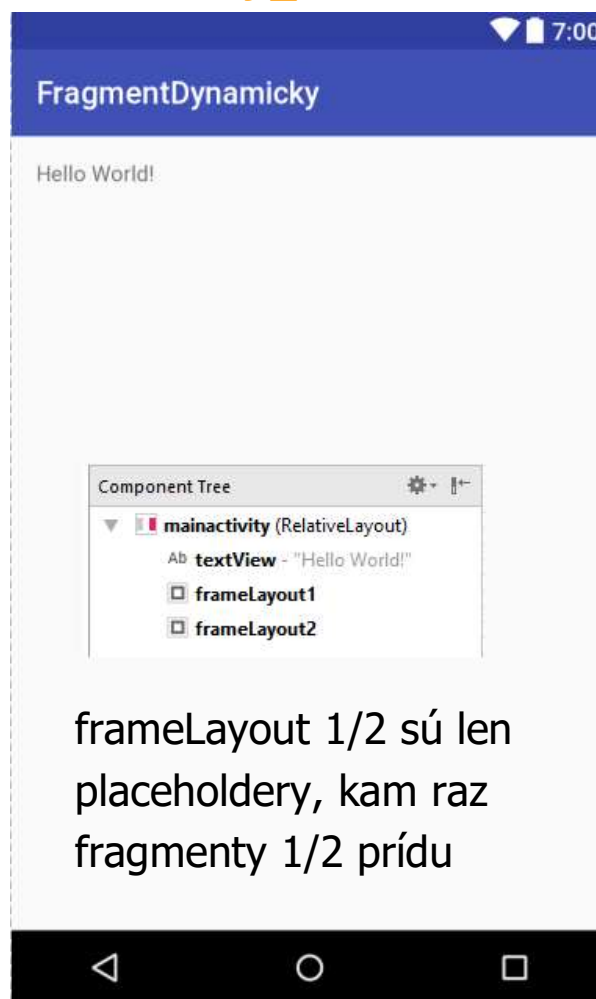 7:00
FragmentDynamicky
Hello World!
Component Tree
mainactivity (RelativeLayout)
Ab textView - "Hello World!"
frameLayout1
frameLayout2
frameLayout 1/2 sú len
placeholdery, kam raz
fragmenty 1/2 prídu